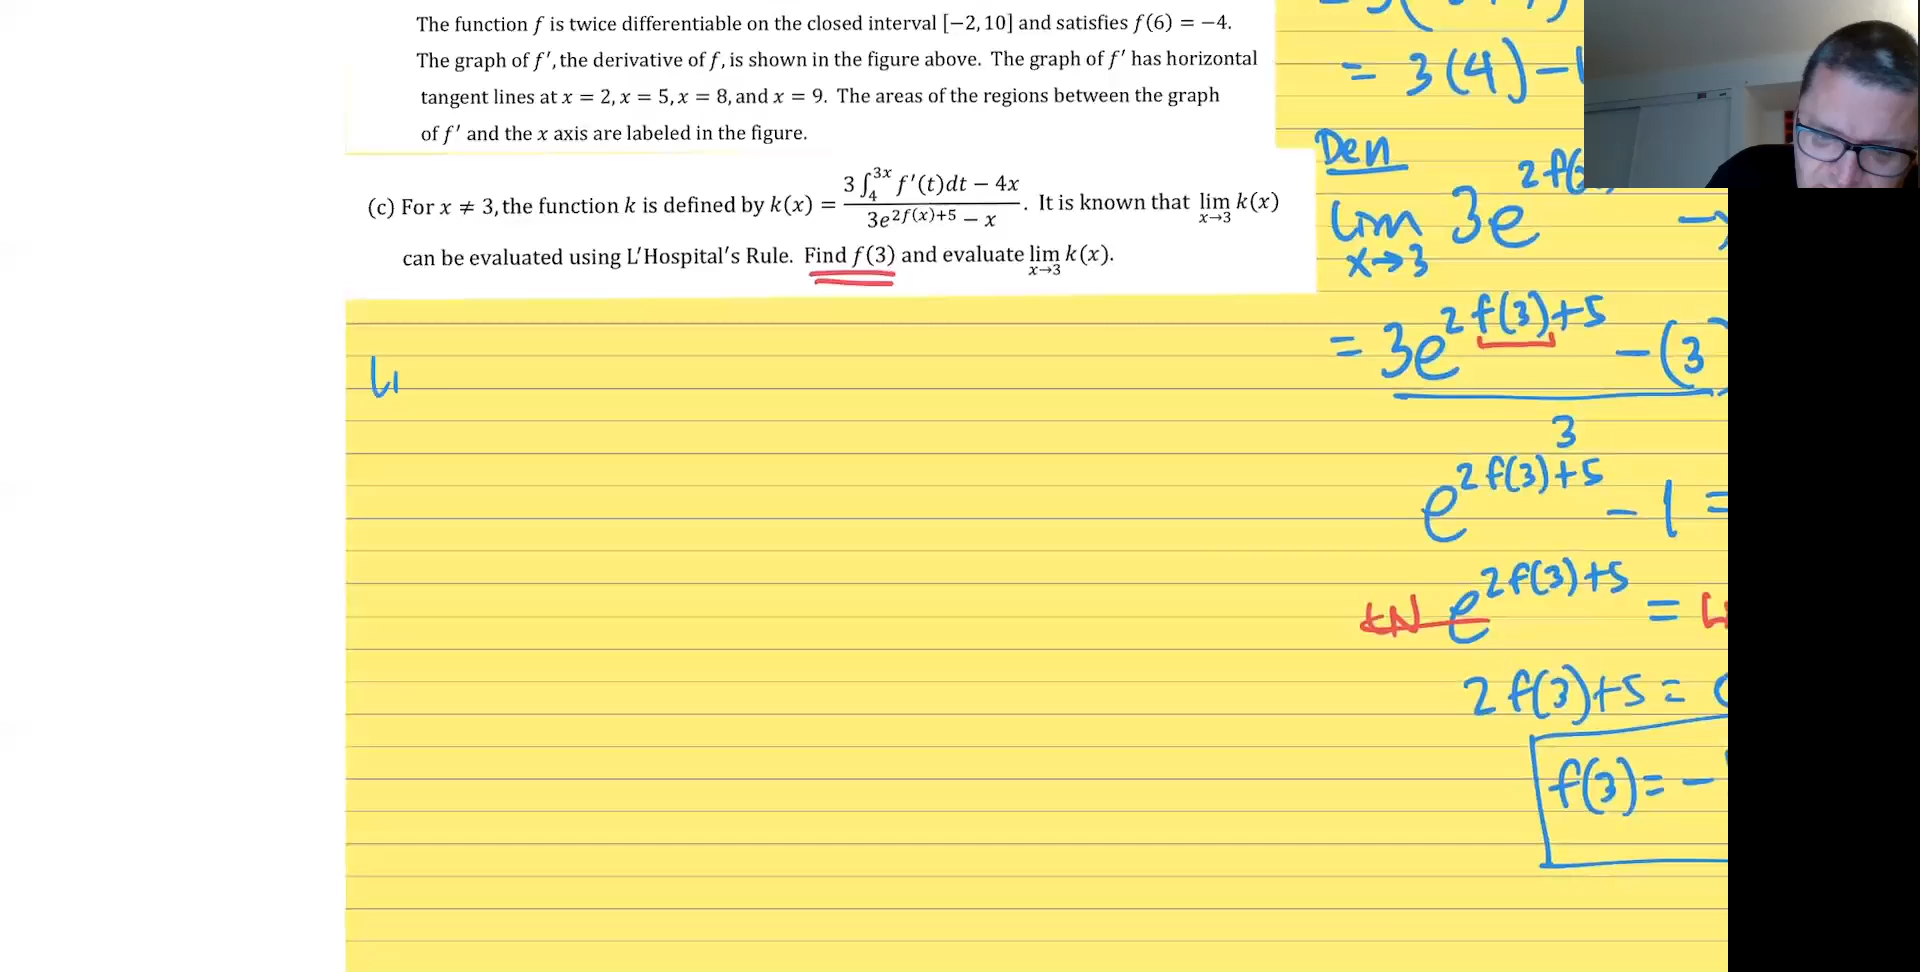 The function f is twice differentiable on the closed interval [−2, 10] and satisfies f(6) = −4.
The graph of f′, the derivative of f, is shown in the figure above. The graph of f′ has horizontal
tangent lines at x = 2, x = 5, x = 8, and x = 9. The areas of the regions between the graph
of f′ and the x axis are labeled in the figure.
(c) For x ≠ 3, the function k is defined by k(x) = (3∫₄³ˣ f′(t)dt − 4x) / (3e^(2f(x)+5) − x). It is known that lim x→3 k(x)
can be evaluated using L′Hospital′s Rule. Find f(3) and evaluate lim x→3 k(x).
= 3(4) −
Den
lim x→3 3e^2f(
= 3e^(2f(3)+5) − (3
3
e^(2f(3)+5) − 1 =
LN e^(2f(3)+5) = L
2f(3)+5 =
f(3) = −